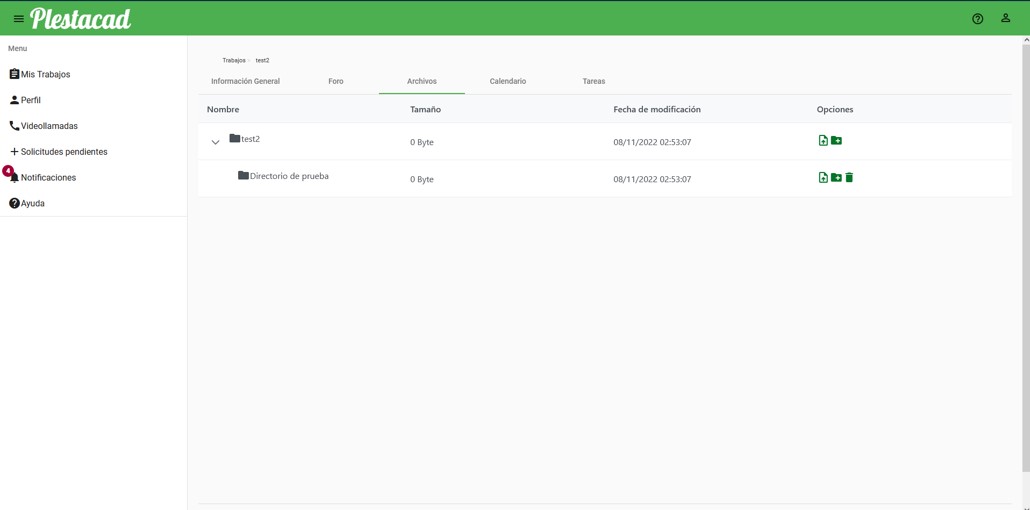 Plestacad
Menu
Mis Trabajos
Perfil
Videollamadas
Solicitudes pendientes
4
Notificaciones
Ayuda
Trabajos > test2
Información General Foro Archivos Calendario Tareas
Nombre Tamaño Fecha de modificación Opciones
test2 0 Byte 08/11/2022 02:53:07
Directorio de prueba 0 Byte 08/11/2022 02:53:07